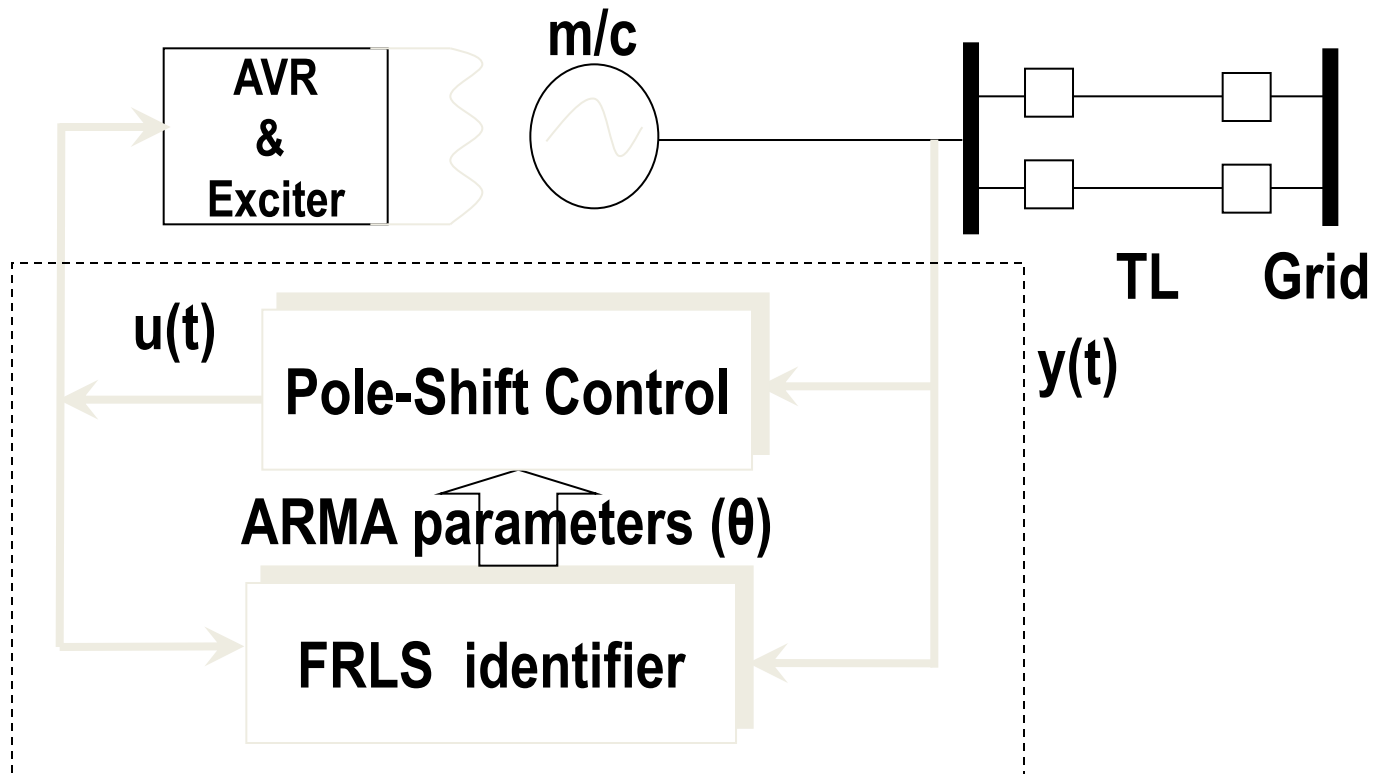 m/c
AVR
&
Exciter
TL
Grid
u(t)
y(t)
Pole-Shift Control
ARMA parameters (θ)
FRLS identifier